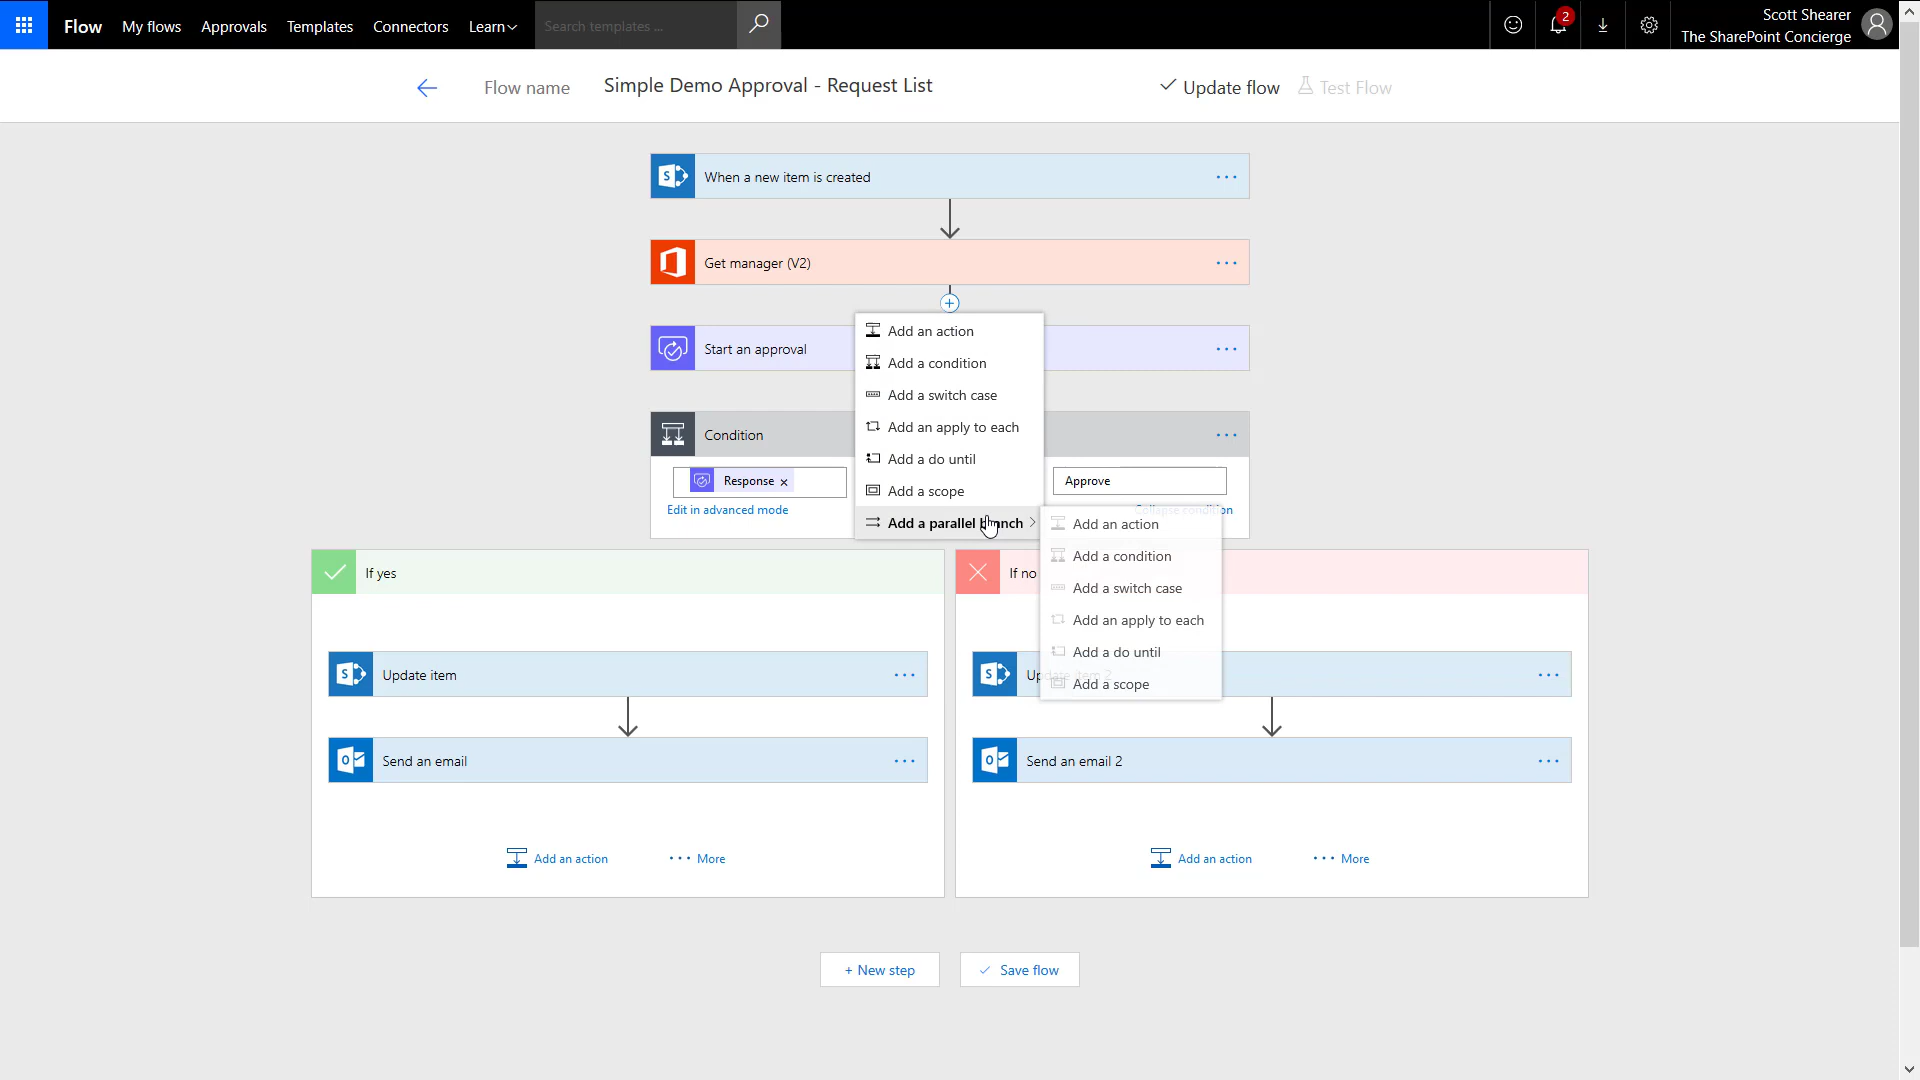 Flow My flows Approvals Templates Connectors Learn Search templates ... 2 Scott Shearer
The SharePoint Concierge
Flow name Simple Demo Approval - Request List Update flow Test Flow
When a new item is created
Get manager (V2)
Add an action
Start an approval
Add a condition
Add a switch case
Add an apply to each
Condition
Add a do until
Response × Approve
Add a scope
Edit in advanced mode Collapse condition
Add a parallel branch
Add an action
Add a condition
If yes
If no
Add a switch case
Add an apply to each
Add a do until
Update item
Update item 2
Add a scope
Send an email
Send an email 2
Add an action
··· More
Add an action
··· More
+ New step
Save flow